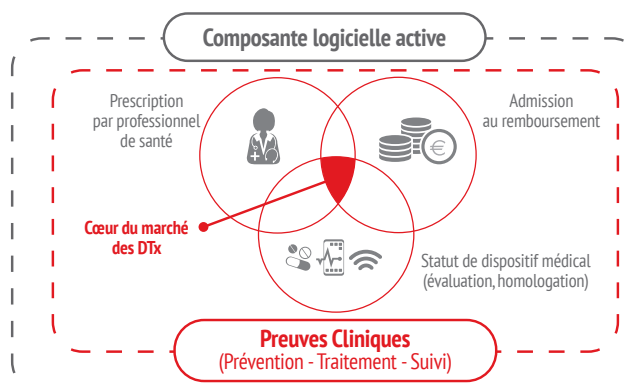 Composante logicielle active
Prescription
par professionnel
de santé
Admission
au remboursement
€
Cœur du marché
des DTx
Statut de dispositif médical
(évaluation, homologation)
Preuves Cliniques
(Prévention - Traitement - Suivi)